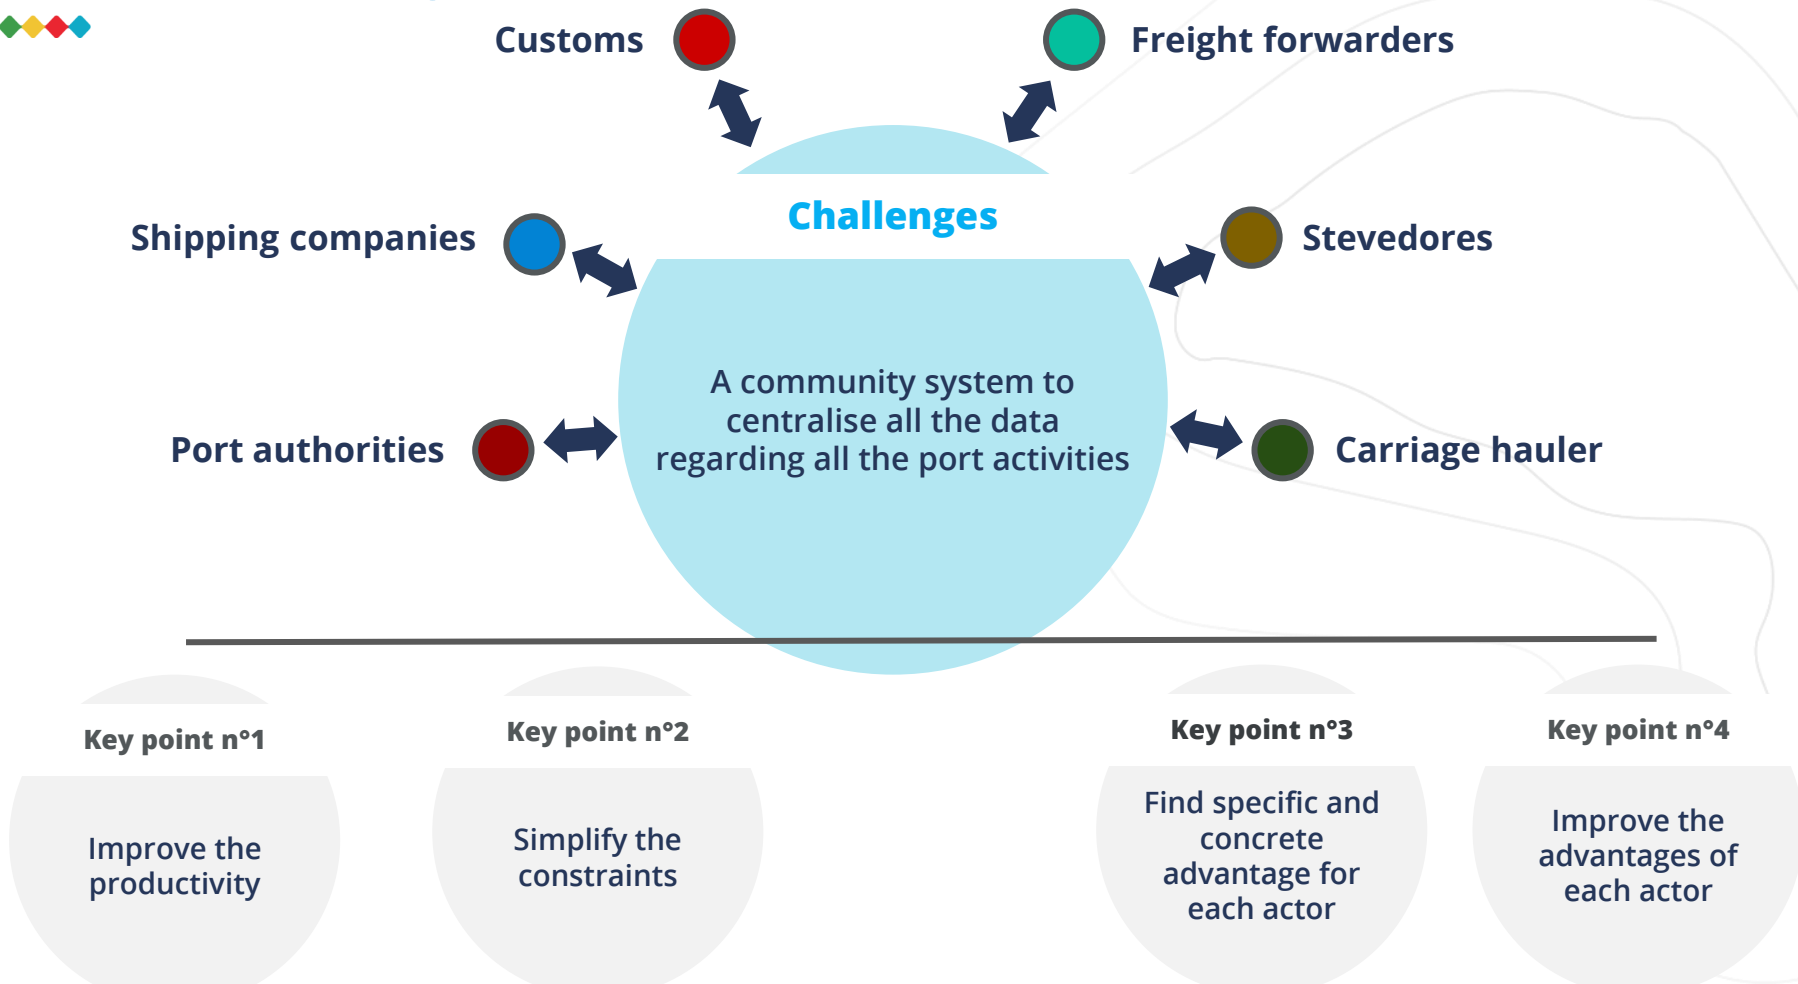 Customs
Freight forwarders
Challenges
Shipping companies
Stevedores
A community system to
centralise all the data
regarding all the port activities
Port authorities
Carriage hauler
Key point n°1
Improve the
productivity
Key point n°2
Simplify the
constraints
Key point n°3
Find specific and
concrete
advantage for
each actor
Key point n°4
Improve the
advantages of
each actor